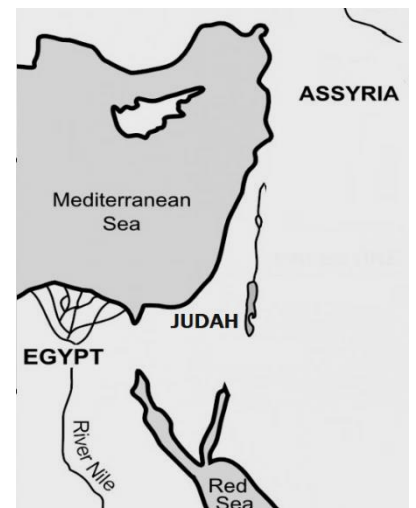 ASSYRIA
Mediterranean
Sea
JUDAH
EGYPT
River Nile
Red
Sea